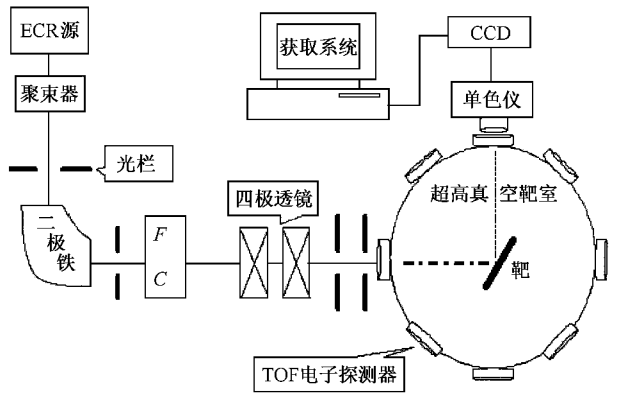 ECR源
聚束器
光栏
二极铁
F
C
四极透镜
获取系统
CCD
单色仪
超高真空靶室
靶
TOF电子探测器